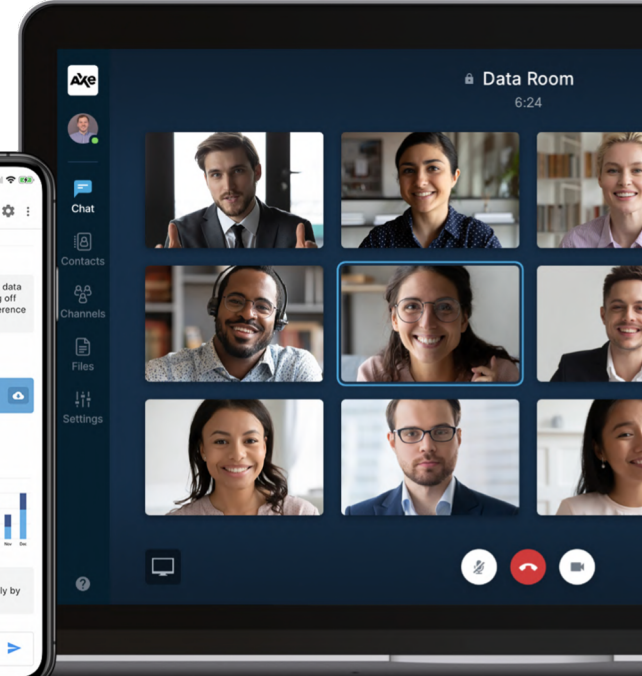 AXe
Data Room
6:24
Chat
Contacts
Channels
Files
Settings
?
data
g off
erence
Nov Dec
ly by